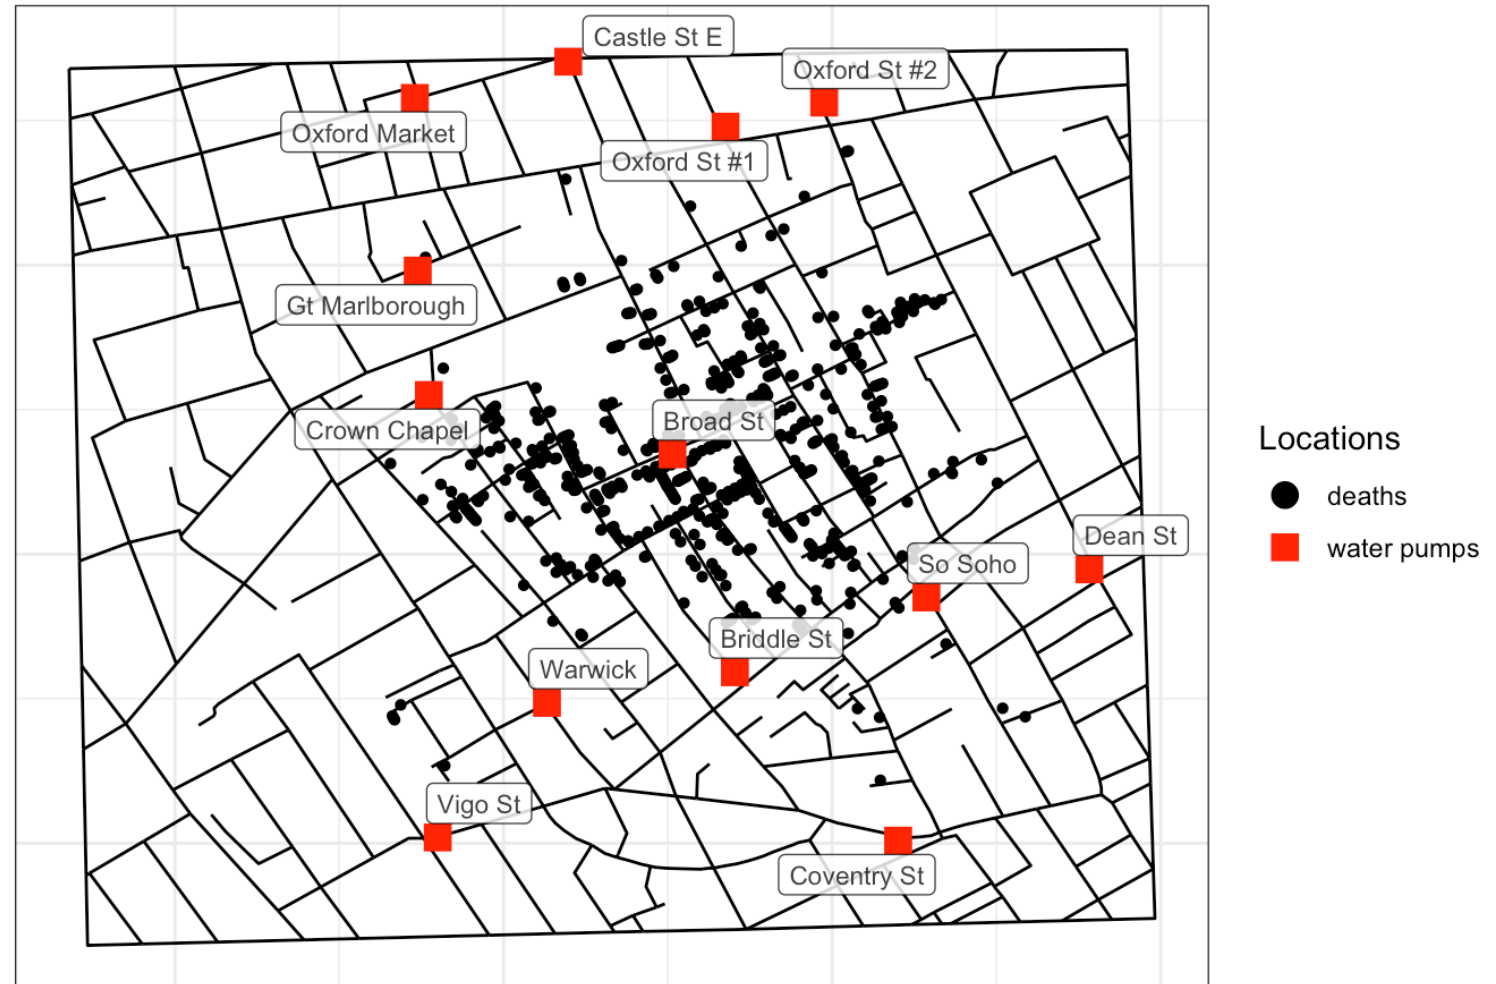 Castle St E
Oxford St #2
Oxford Market
Oxford St #1
Gt Marlborough
Crown Chapel
Broad St
Dean St
So Soho
Briddle St
Warwick
Vigo St
Coventry St
Locations
deaths
water pumps